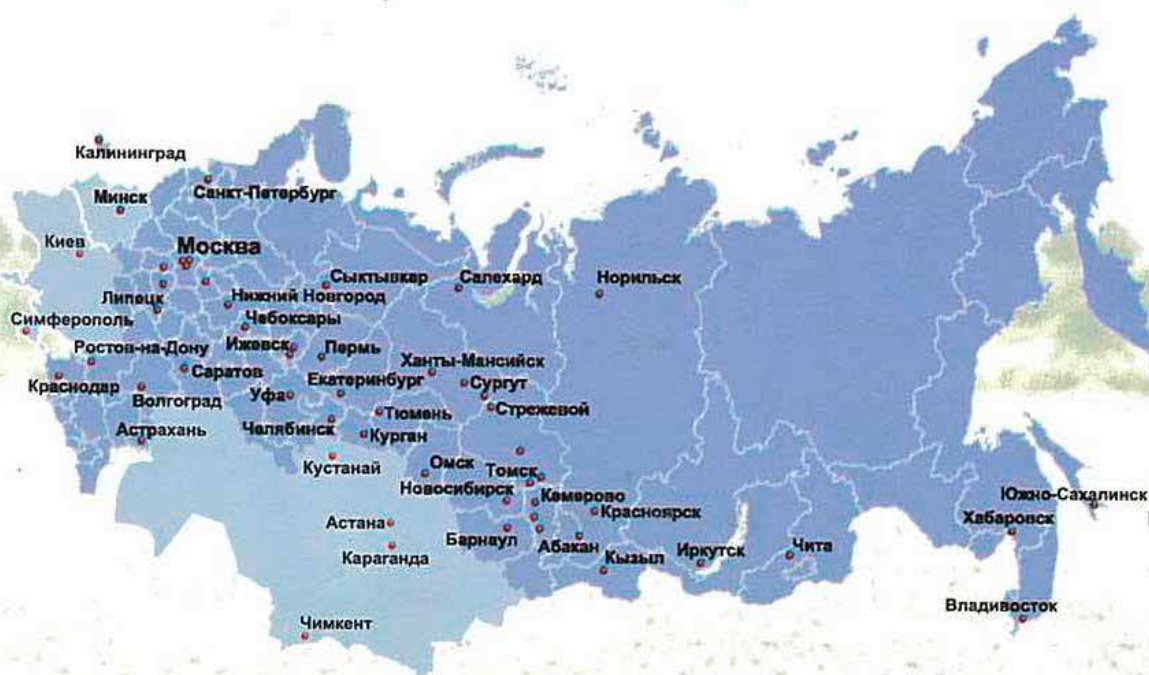 Калининград
Минск
Санкт-Петербург
Киев
Москва
Сыктывкар
Салехард
Норильск
Липецк
Нижний Новгород
Симферополь
Чебоксары
Ростов-на-Дону
Ижевск
Пермь
Ханты-Мансийск
Краснодар
Саратов
Екатеринбург
Сургут
Волгоград
Уфа
Тюмень
Стрежевой
Астрахань
Челябинск
Курган
Кустанай
Омск
Томск
Новосибирск
Кемерово
Южно-Сахалинск
Красноярск
Хабаровск
Астана
Барнаул
Абакан
Иркутск
Чита
Караганда
Кызыл
Владивосток
Чимкент